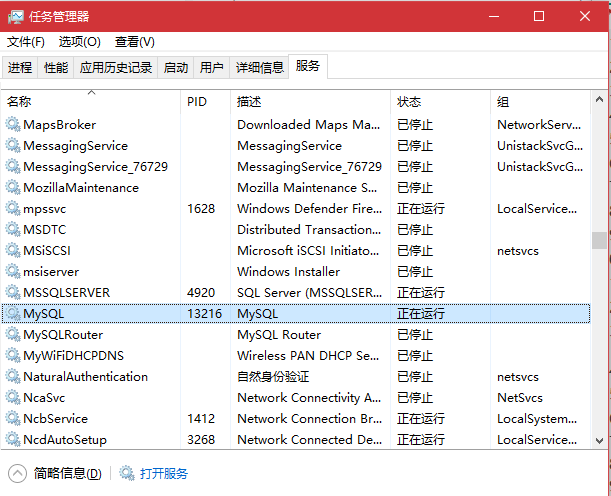 任务管理器
文件(F) 选项(O) 查看(V)
进程 性能 应用历史记录 启动 用户 详细信息 服务
名称 PID 描述 状态 组
MapsBroker Downloaded Maps Ma... 已停止 NetworkServ...
MessagingService MessagingService 已停止 UnistackSvcG...
MessagingService_76729 MessagingService_76729 已停止 UnistackSvcG...
MozillaMaintenance Mozilla Maintenance S... 已停止
mpssvc 1628 Windows Defender Fire... 正在运行 LocalService...
MSDTC Distributed Transaction... 已停止
MSiSCSI Microsoft iSCSI Initiato... 已停止 netsvcs
msiserver Windows Installer 已停止
MSSQLSERVER 4920 SQL Server (MSSQLSER... 正在运行
MySQL 13216 MySQL 正在运行
MySQLRouter MySQL Router 已停止
MyWiFiDHCPDNS Wireless PAN DHCP Se... 已停止
NaturalAuthentication 自然身份验证 已停止 netsvcs
NcaSvc Network Connectivity A... 已停止 NetSvcs
NcbService 1412 Network Connection Br... 正在运行 LocalSystem...
NcdAutoSetup 3268 Network Connected De... 正在运行 LocalService...
简略信息(D) 打开服务